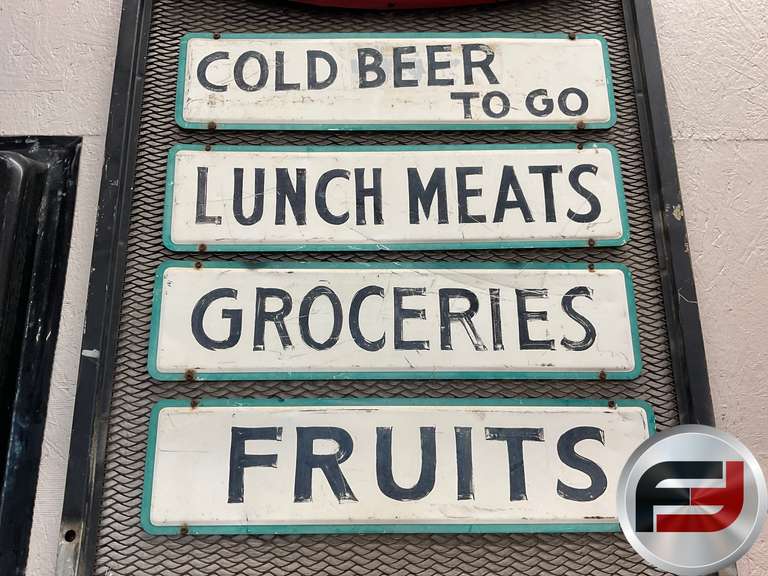 COLD BEER
TO GO
LUNCH MEATS
GROCERIES
FRUITS